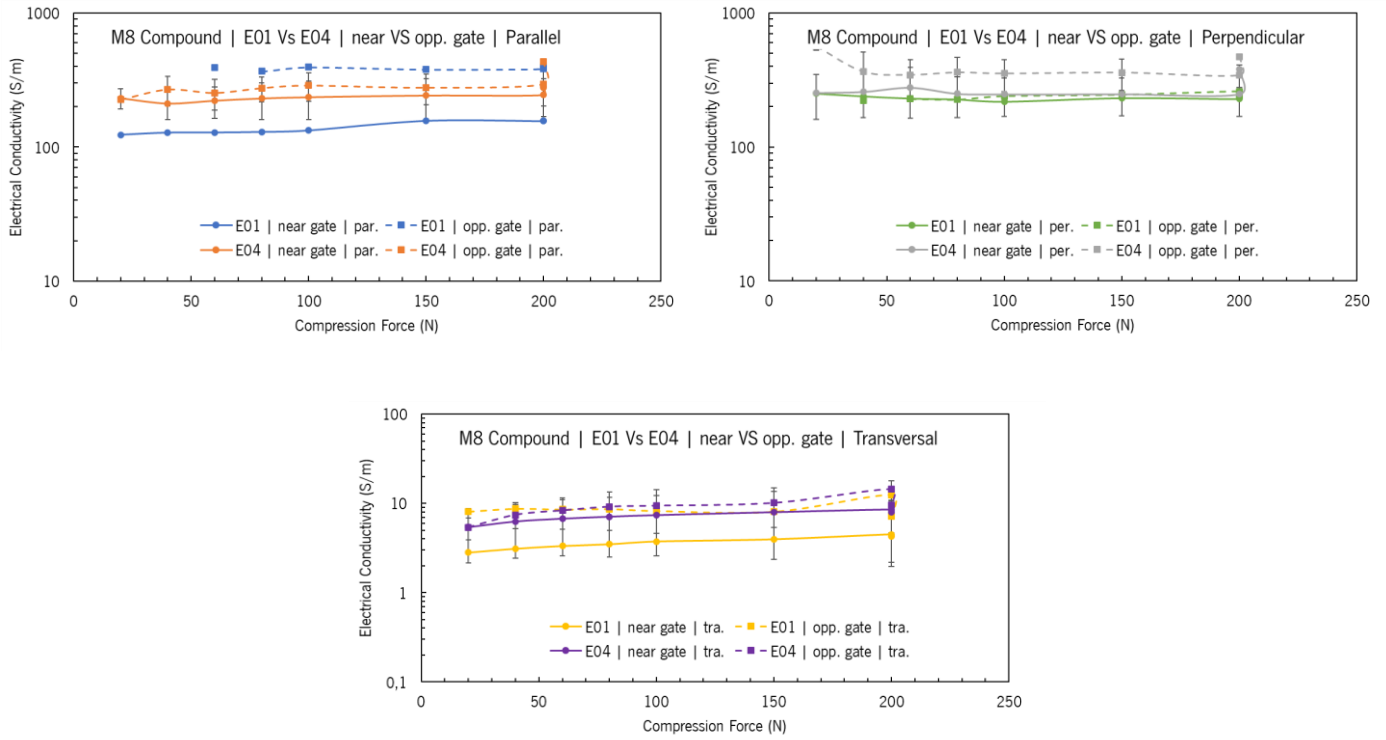 M8 Compound | E01 Vs E04 | near VS opp. gate | Parallel
Electrical Conductivity (S/m)
1000
100
10
E01 | near gate | par. E01 | opp. gate | par.
E04 | near gate | par. E04 | opp. gate | par.
0 50 100 150 200 250
Compression Force (N)
M8 Compound | E01 Vs E04 | near VS opp. gate | Perpendicular
Electrical Conductivity (S/m)
1000
100
10
E01 | near gate | per. E01 | opp. gate | per.
E04 | near gate | per. E04 | opp. gate | per.
0 50 100 150 200 250
Compression Force (N)
M8 Compound | E01 Vs E04 | near VS opp. gate | Transversal
Electrical Conductivity (S/m)
100
10
1
0,1
E01 | near gate | tra. E01 | opp. gate | tra.
E04 | near gate | tra. E04 | opp. gate | tra.
0 50 100 150 200 250
Compression Force (N)